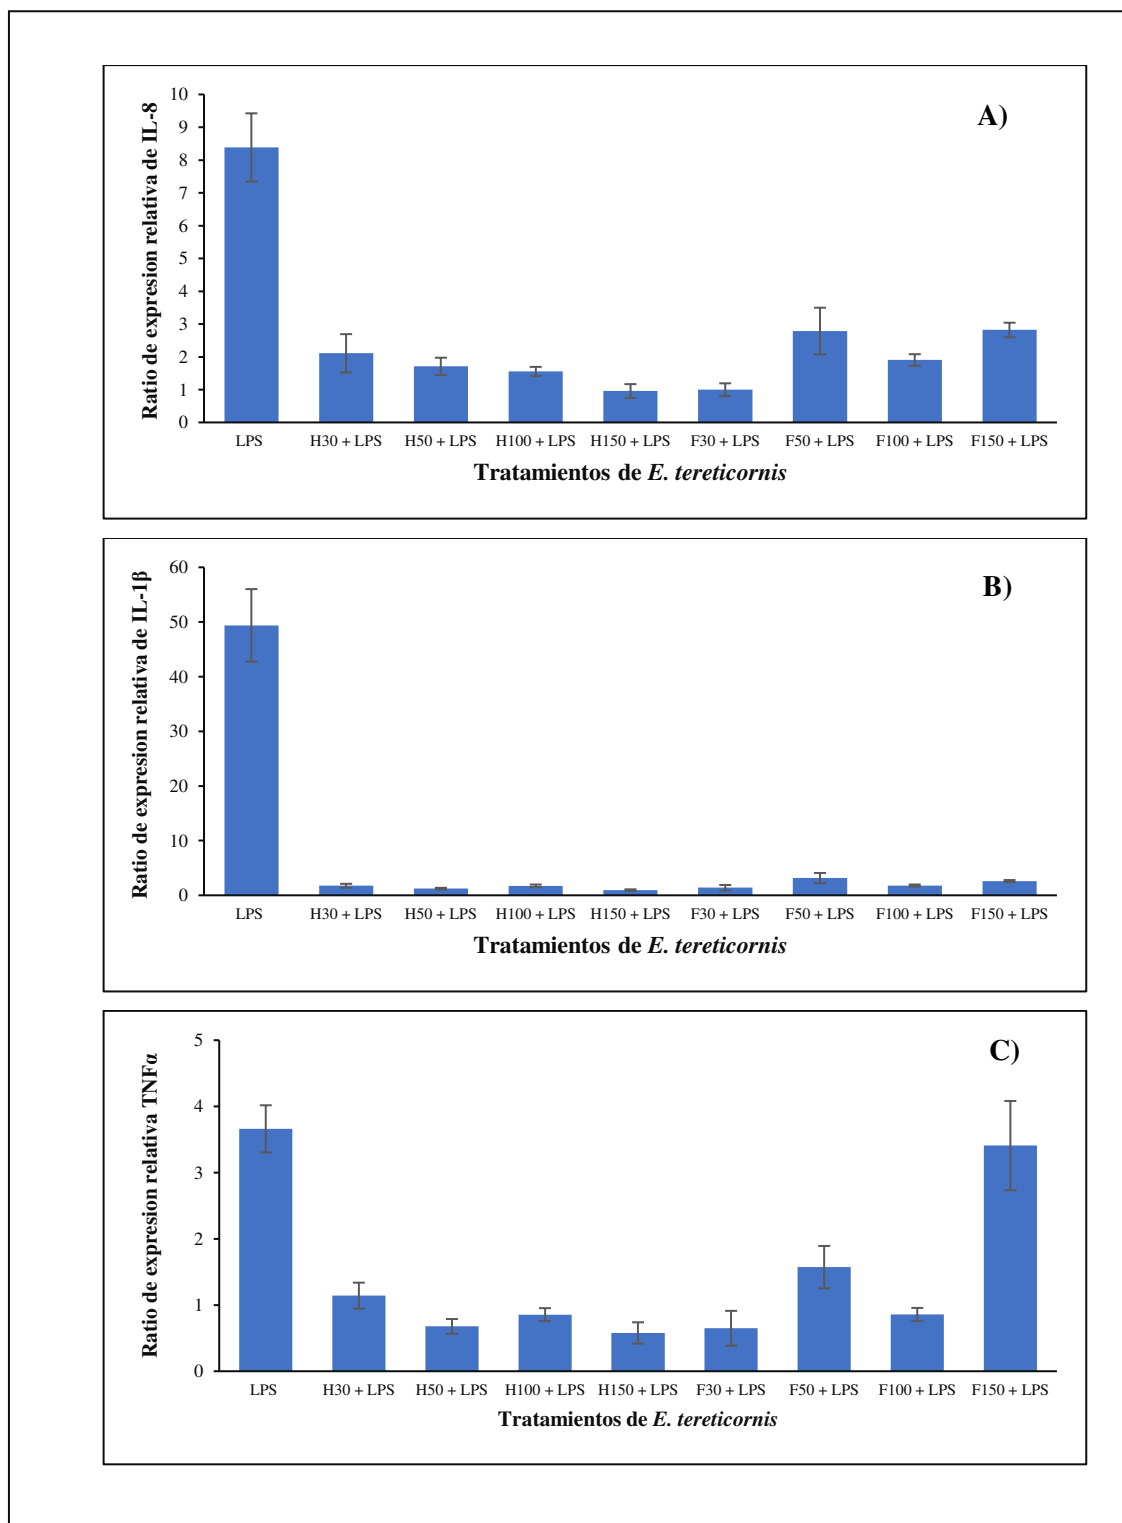 A)
Ratio de expresion relativa de IL-8
10
9
8
7
6
5
4
3
2
1
0
LPS H30 + LPS H50 + LPS H100 + LPS H150 + LPS F30 + LPS F50 + LPS F100 + LPS F150 + LPS
Tratamientos de E. tereticornis
B)
Ratio de expresion relativa de IL-1β
60
50
40
30
20
10
0
LPS H30 + LPS H50 + LPS H100 + LPS H150 + LPS F30 + LPS F50 + LPS F100 + LPS F150 + LPS
Tratamientos de E. tereticornis
C)
Ratio de expresion relativa TNFα
5
4
3
2
1
0
LPS H30 + LPS H50 + LPS H100 + LPS H150 + LPS F30 + LPS F50 + LPS F100 + LPS F150 + LPS
Tratamientos de E. tereticornis